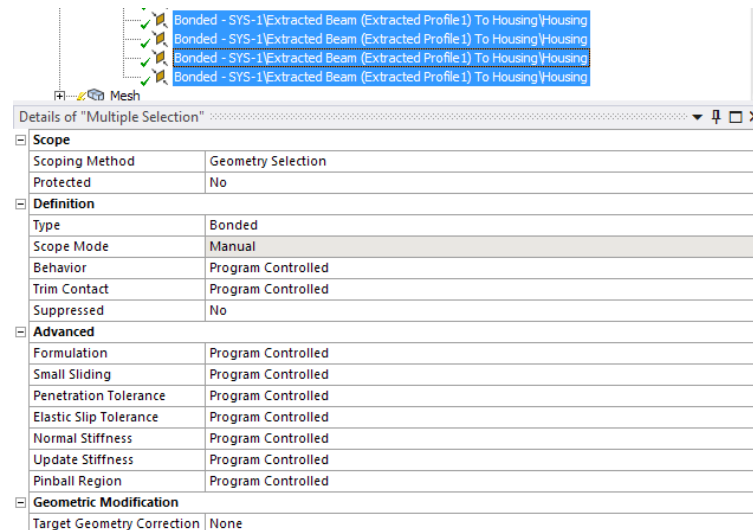 Bonded - SYS-1\Extracted Beam (Extracted Profile1) To Housing\Housing
Bonded - SYS-1\Extracted Beam (Extracted Profile1) To Housing\Housing
Bonded - SYS-1\Extracted Beam (Extracted Profile1) To Housing\Housing
Bonded - SYS-1\Extracted Beam (Extracted Profile1) To Housing\Housing
Mesh
Details of "Multiple Selection"
Scope
Scoping Method Geometry Selection
Protected No
Definition
Type Bonded
Scope Mode Manual
Behavior Program Controlled
Trim Contact Program Controlled
Suppressed No
Advanced
Formulation Program Controlled
Small Sliding Program Controlled
Penetration Tolerance Program Controlled
Elastic Slip Tolerance Program Controlled
Normal Stiffness Program Controlled
Update Stiffness Program Controlled
Pinball Region Program Controlled
Geometric Modification
Target Geometry Correction None